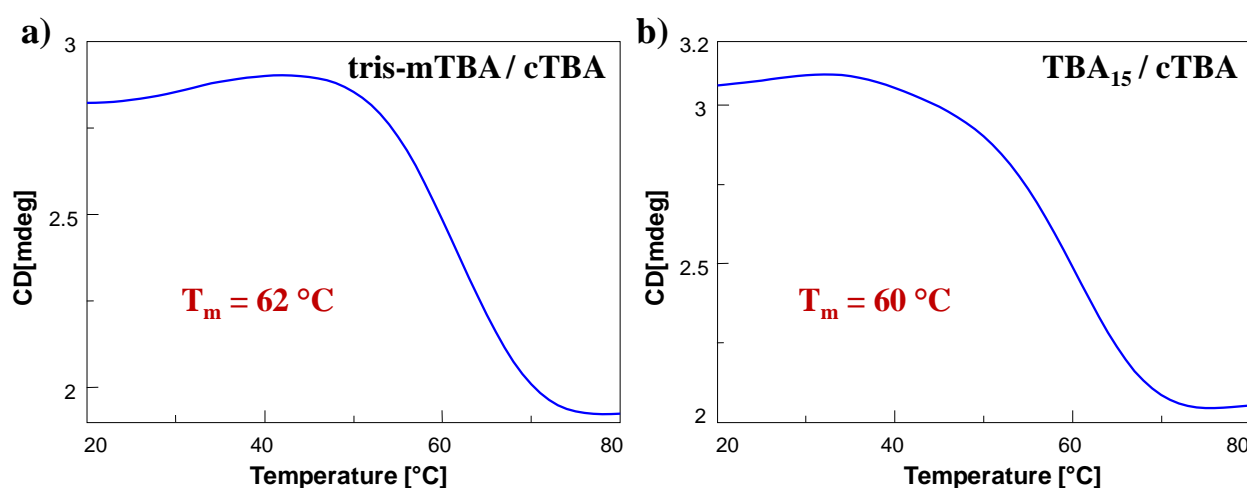 a)
tris-mTBA / cTBA
3
2.5
2
CD[mdeg]
Tm = 62 °C
20 40 60 80
Temperature [°C]
b)
TBA15 / cTBA
3.2
3
2.5
2
CD[mdeg]
Tm = 60 °C
20 40 60 80
Temperature [°C]